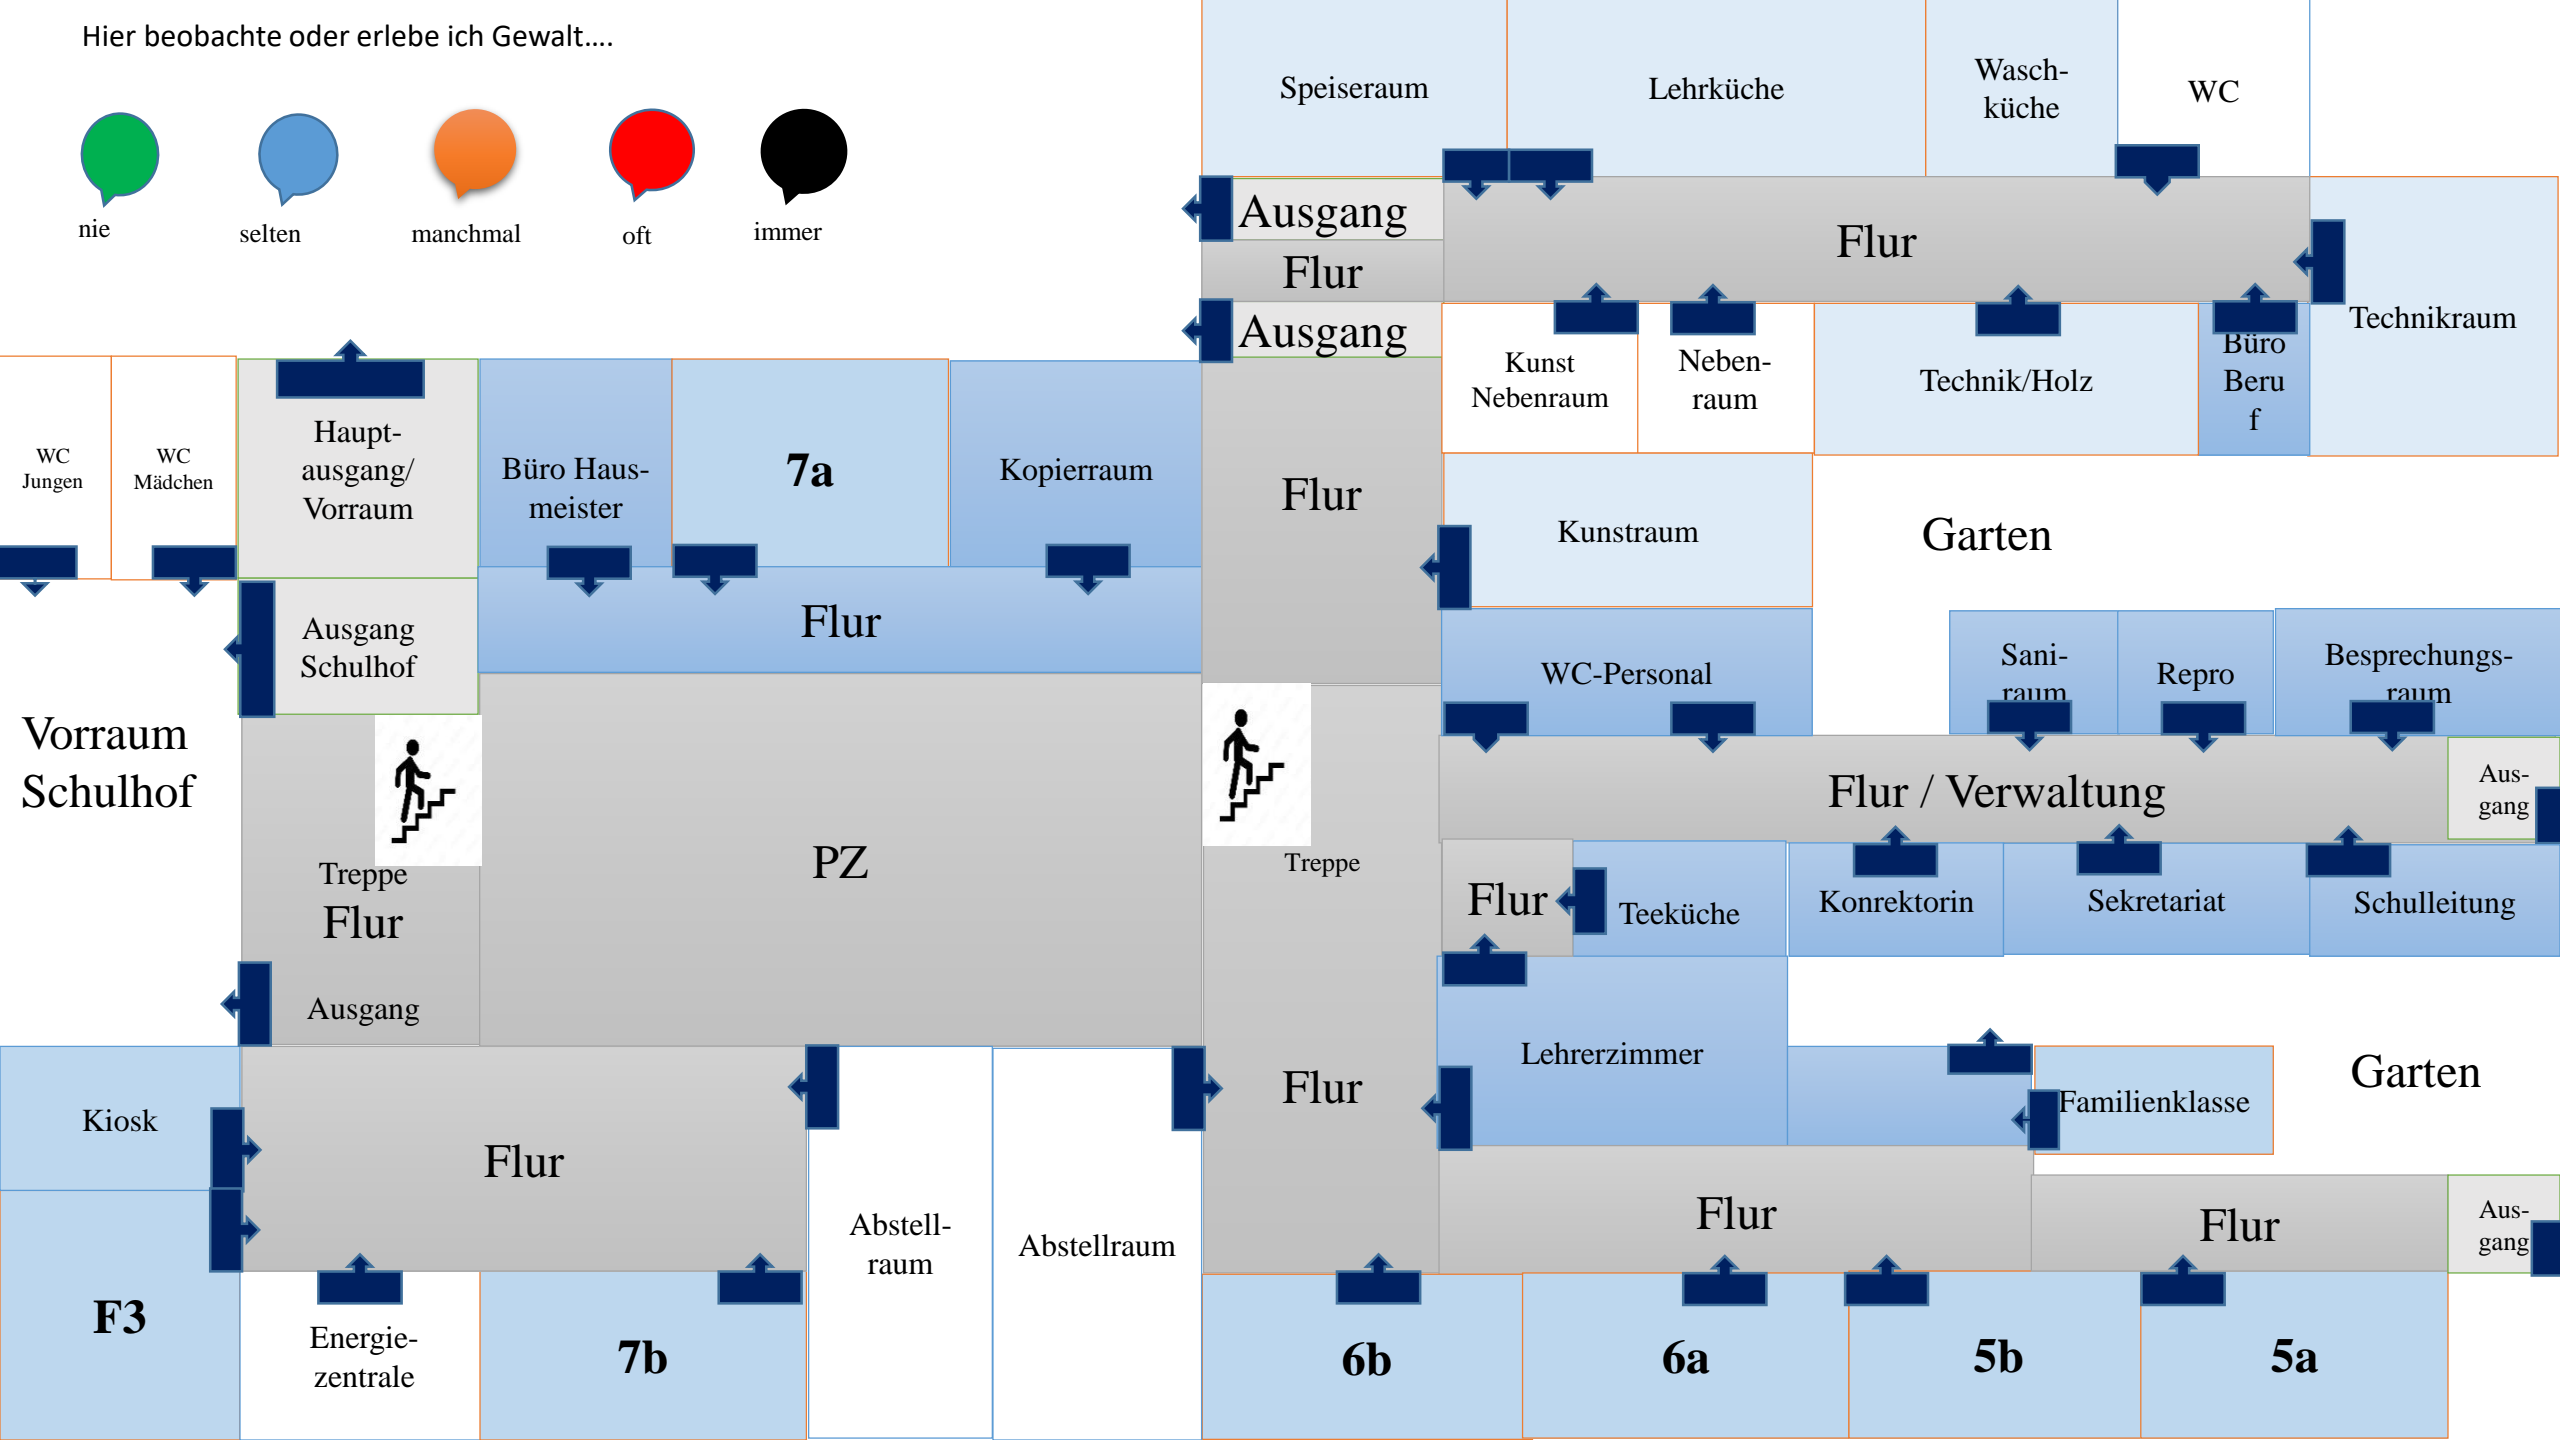 Hier beobachte oder erlebe ich Gewalt....
nie
selten
manchmal
oft
immer
Speiseraum
Lehrküche
Wasch-
küche
WC
Ausgang
Flur
Ausgang
Flur
Technikraum
Kunst
Nebenraum
Neben-
raum
Technik/Holz
Büro
Beru
f
WC
Jungen
WC
Mädchen
Haupt-
ausgang/
Vorraum
Büro Haus-
meister
7a
Kopierraum
Flur
Kunstraum
Garten
Ausgang
Schulhof
Flur
WC-Personal
Sani-
raum
Repro
Besprechungs-
raum
Vorraum
Schulhof
Treppe
Flur
Ausgang
PZ
Treppe
Flur / Verwaltung
Aus-
gang
Flur
Teeküche
Konrektorin
Sekretariat
Schulleitung
Lehrerzimmer
Familienklasse
Garten
Kiosk
Flur
Flur
Abstell-
raum
Abstellraum
Flur
Flur
Aus-
gang
F3
Energie-
zentrale
7b
6b
6a
5b
5a